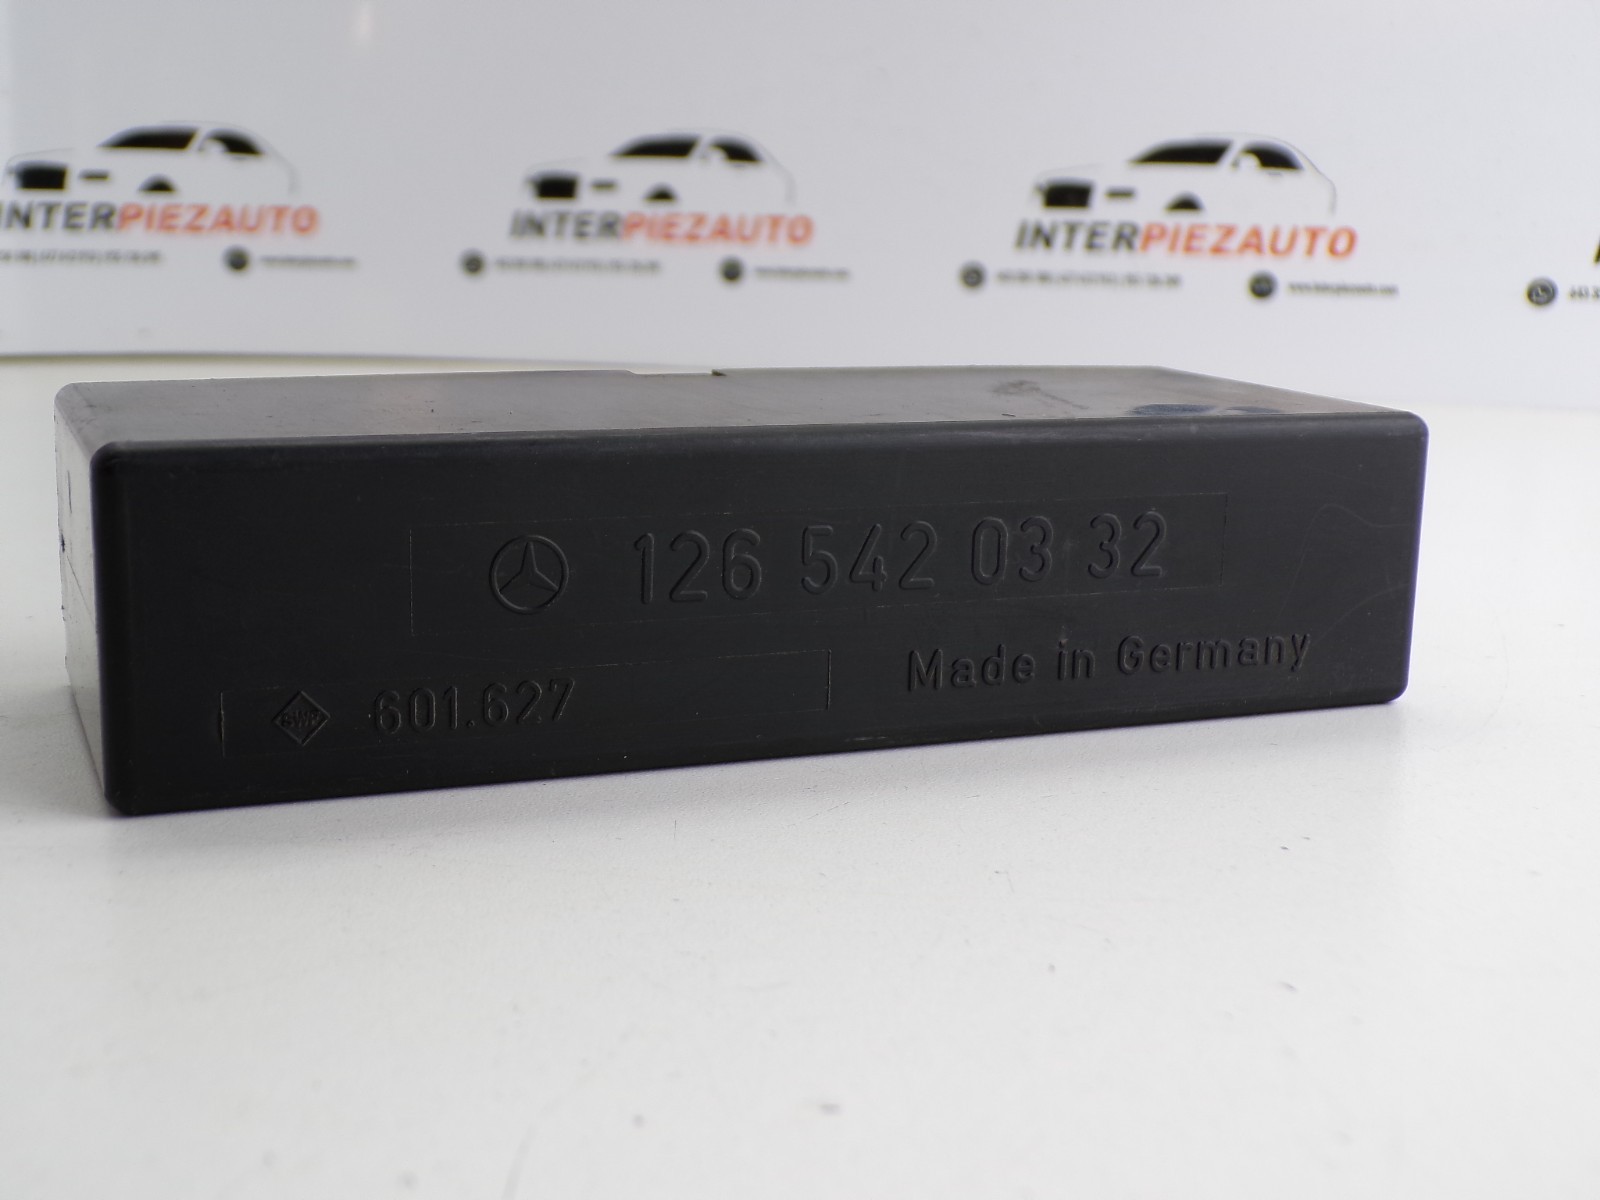 INTERPIEZAUTO INTERPIEZAUTO INTERPIEZAUTO
126 542 03 32
Made in Germany
601.627